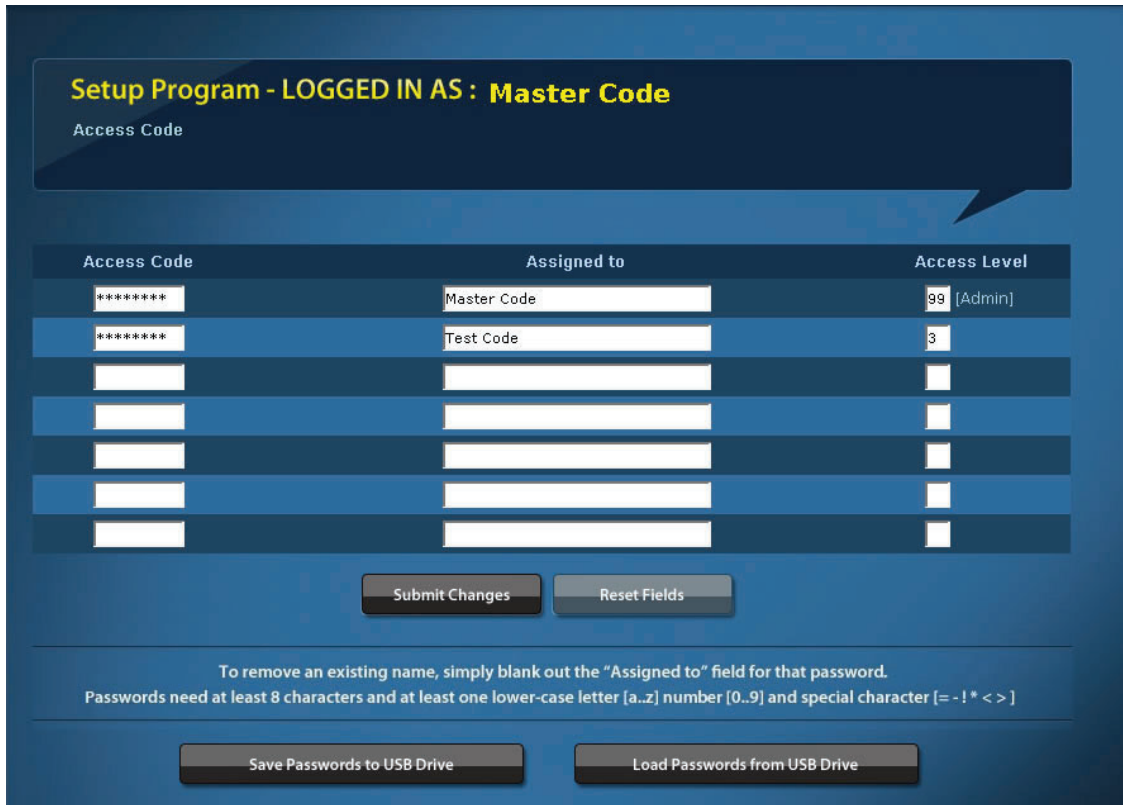 Setup Program - LOGGED IN AS : Master Code
Access Code
Access Code Assigned to Access Level
******** Master Code 99 [Admin]
******** Test Code 3
Submit Changes Reset Fields
To remove an existing name, simply blank out the “Assigned to” field for that password.
Passwords need at least 8 characters and at least one lower-case letter [a..z] number [0..9] and special character [= - ! * < > ]
Save Passwords to USB Drive Load Passwords from USB Drive